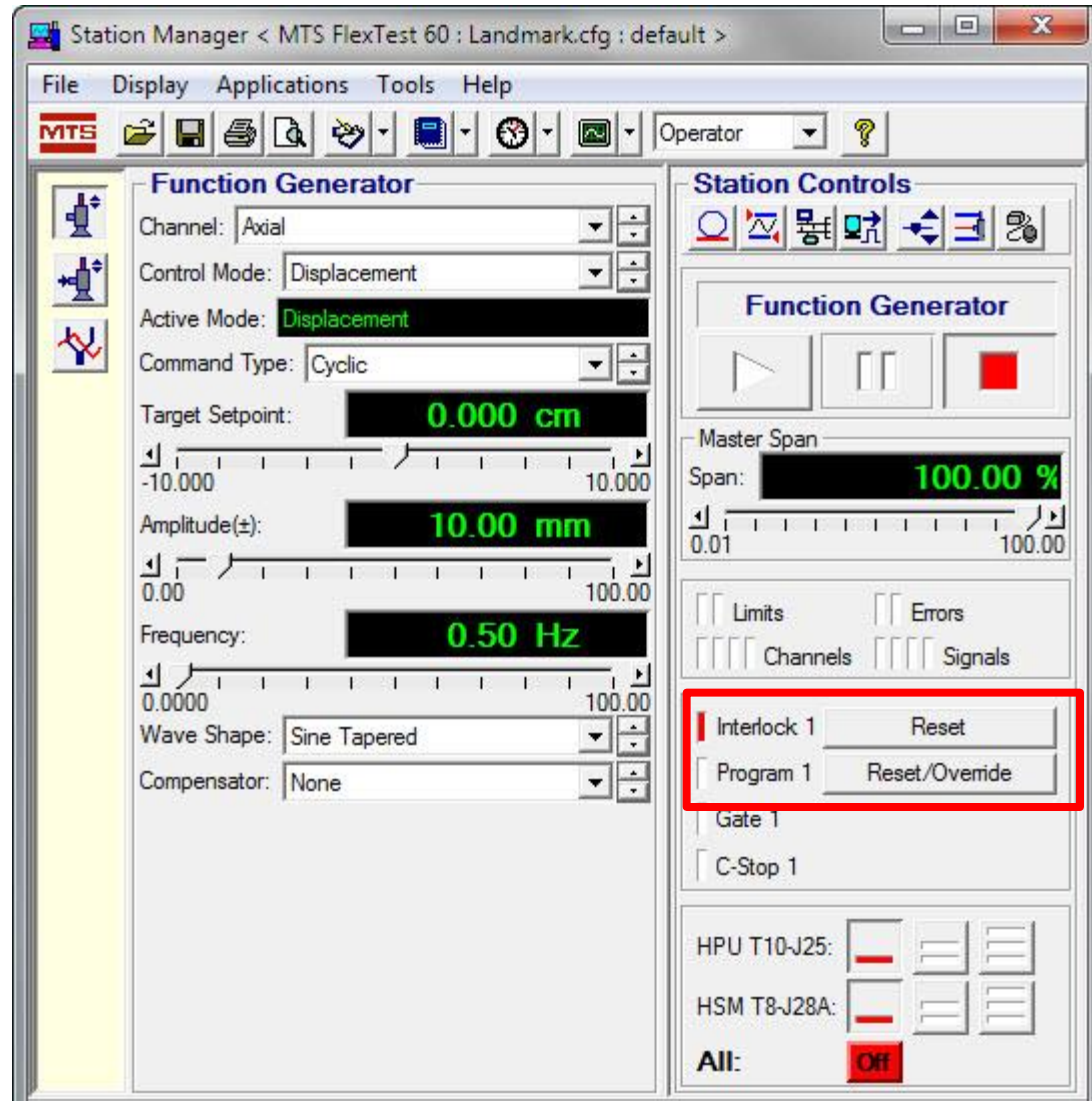 Station Manager < MTS FlexTest 60 : Landmark.cfg : default >
File Display Applications Tools Help
MTS Operator
Function Generator
Channel: Axial
Control Mode: Displacement
Active Mode: Displacement
Command Type: Cyclic
Target Setpoint: 0.000 cm
-10.000 10.000
Amplitude(±): 10.00 mm
0.00 100.00
Frequency: 0.50 Hz
0.0000 100.00
Wave Shape: Sine Tapered
Compensator: None
Station Controls
Function Generator
Master Span
Span: 100.00 %
0.01 100.00
Limits Errors
Channels Signals
Interlock 1 Reset
Program 1 Reset/Override
Gate 1
C-Stop 1
HPU T10-J25:
HSM T8-J28A:
All: Off